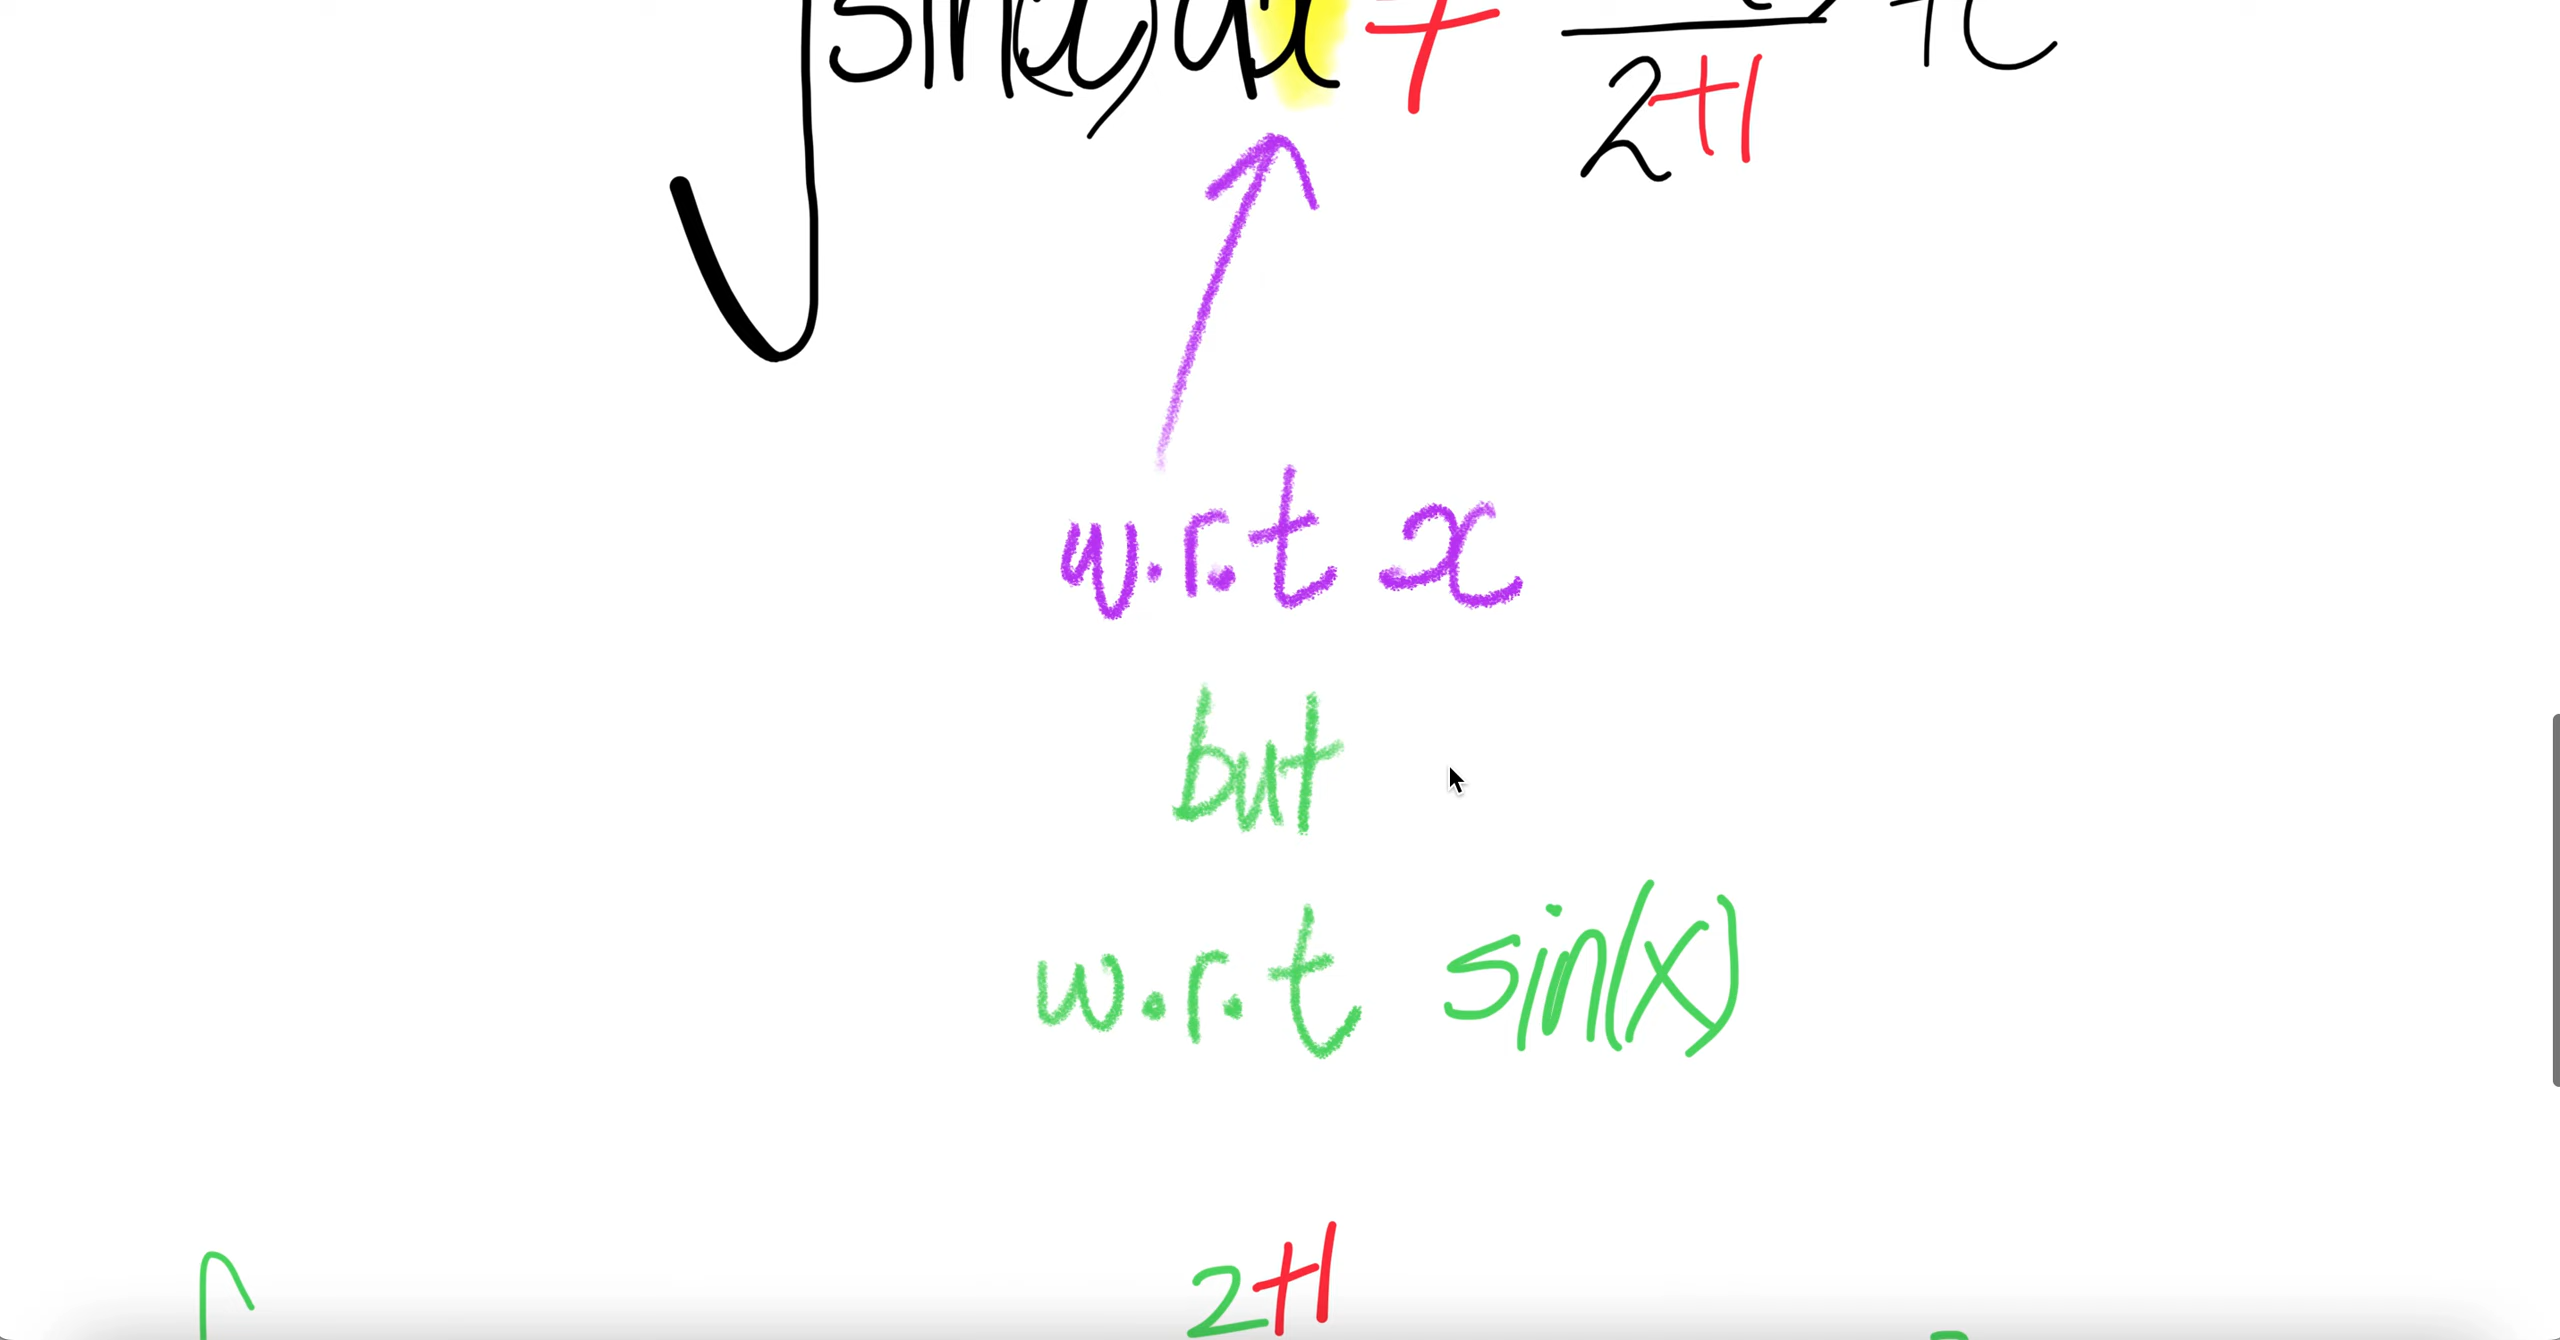 ∫sin(x)dx ≠ 2+1 +C
w.r.t x
but
w.r.t sin(x)
2+1